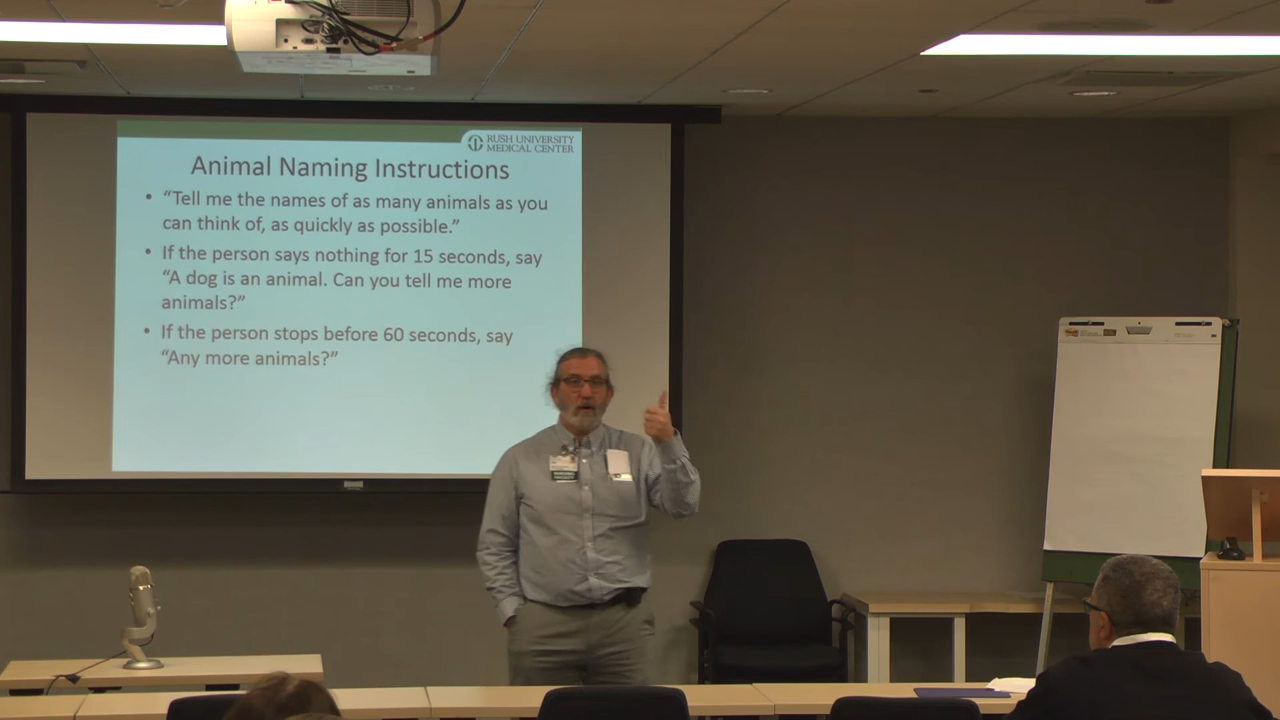 RUSH UNIVERSITY
MEDICAL CENTER
Animal Naming Instructions
• “Tell me the names of as many animals as you
can think of, as quickly as possible.”
• If the person says nothing for 15 seconds, say
“A dog is an animal. Can you tell me more
animals?”
• If the person stops before 60 seconds, say
“Any more animals?”